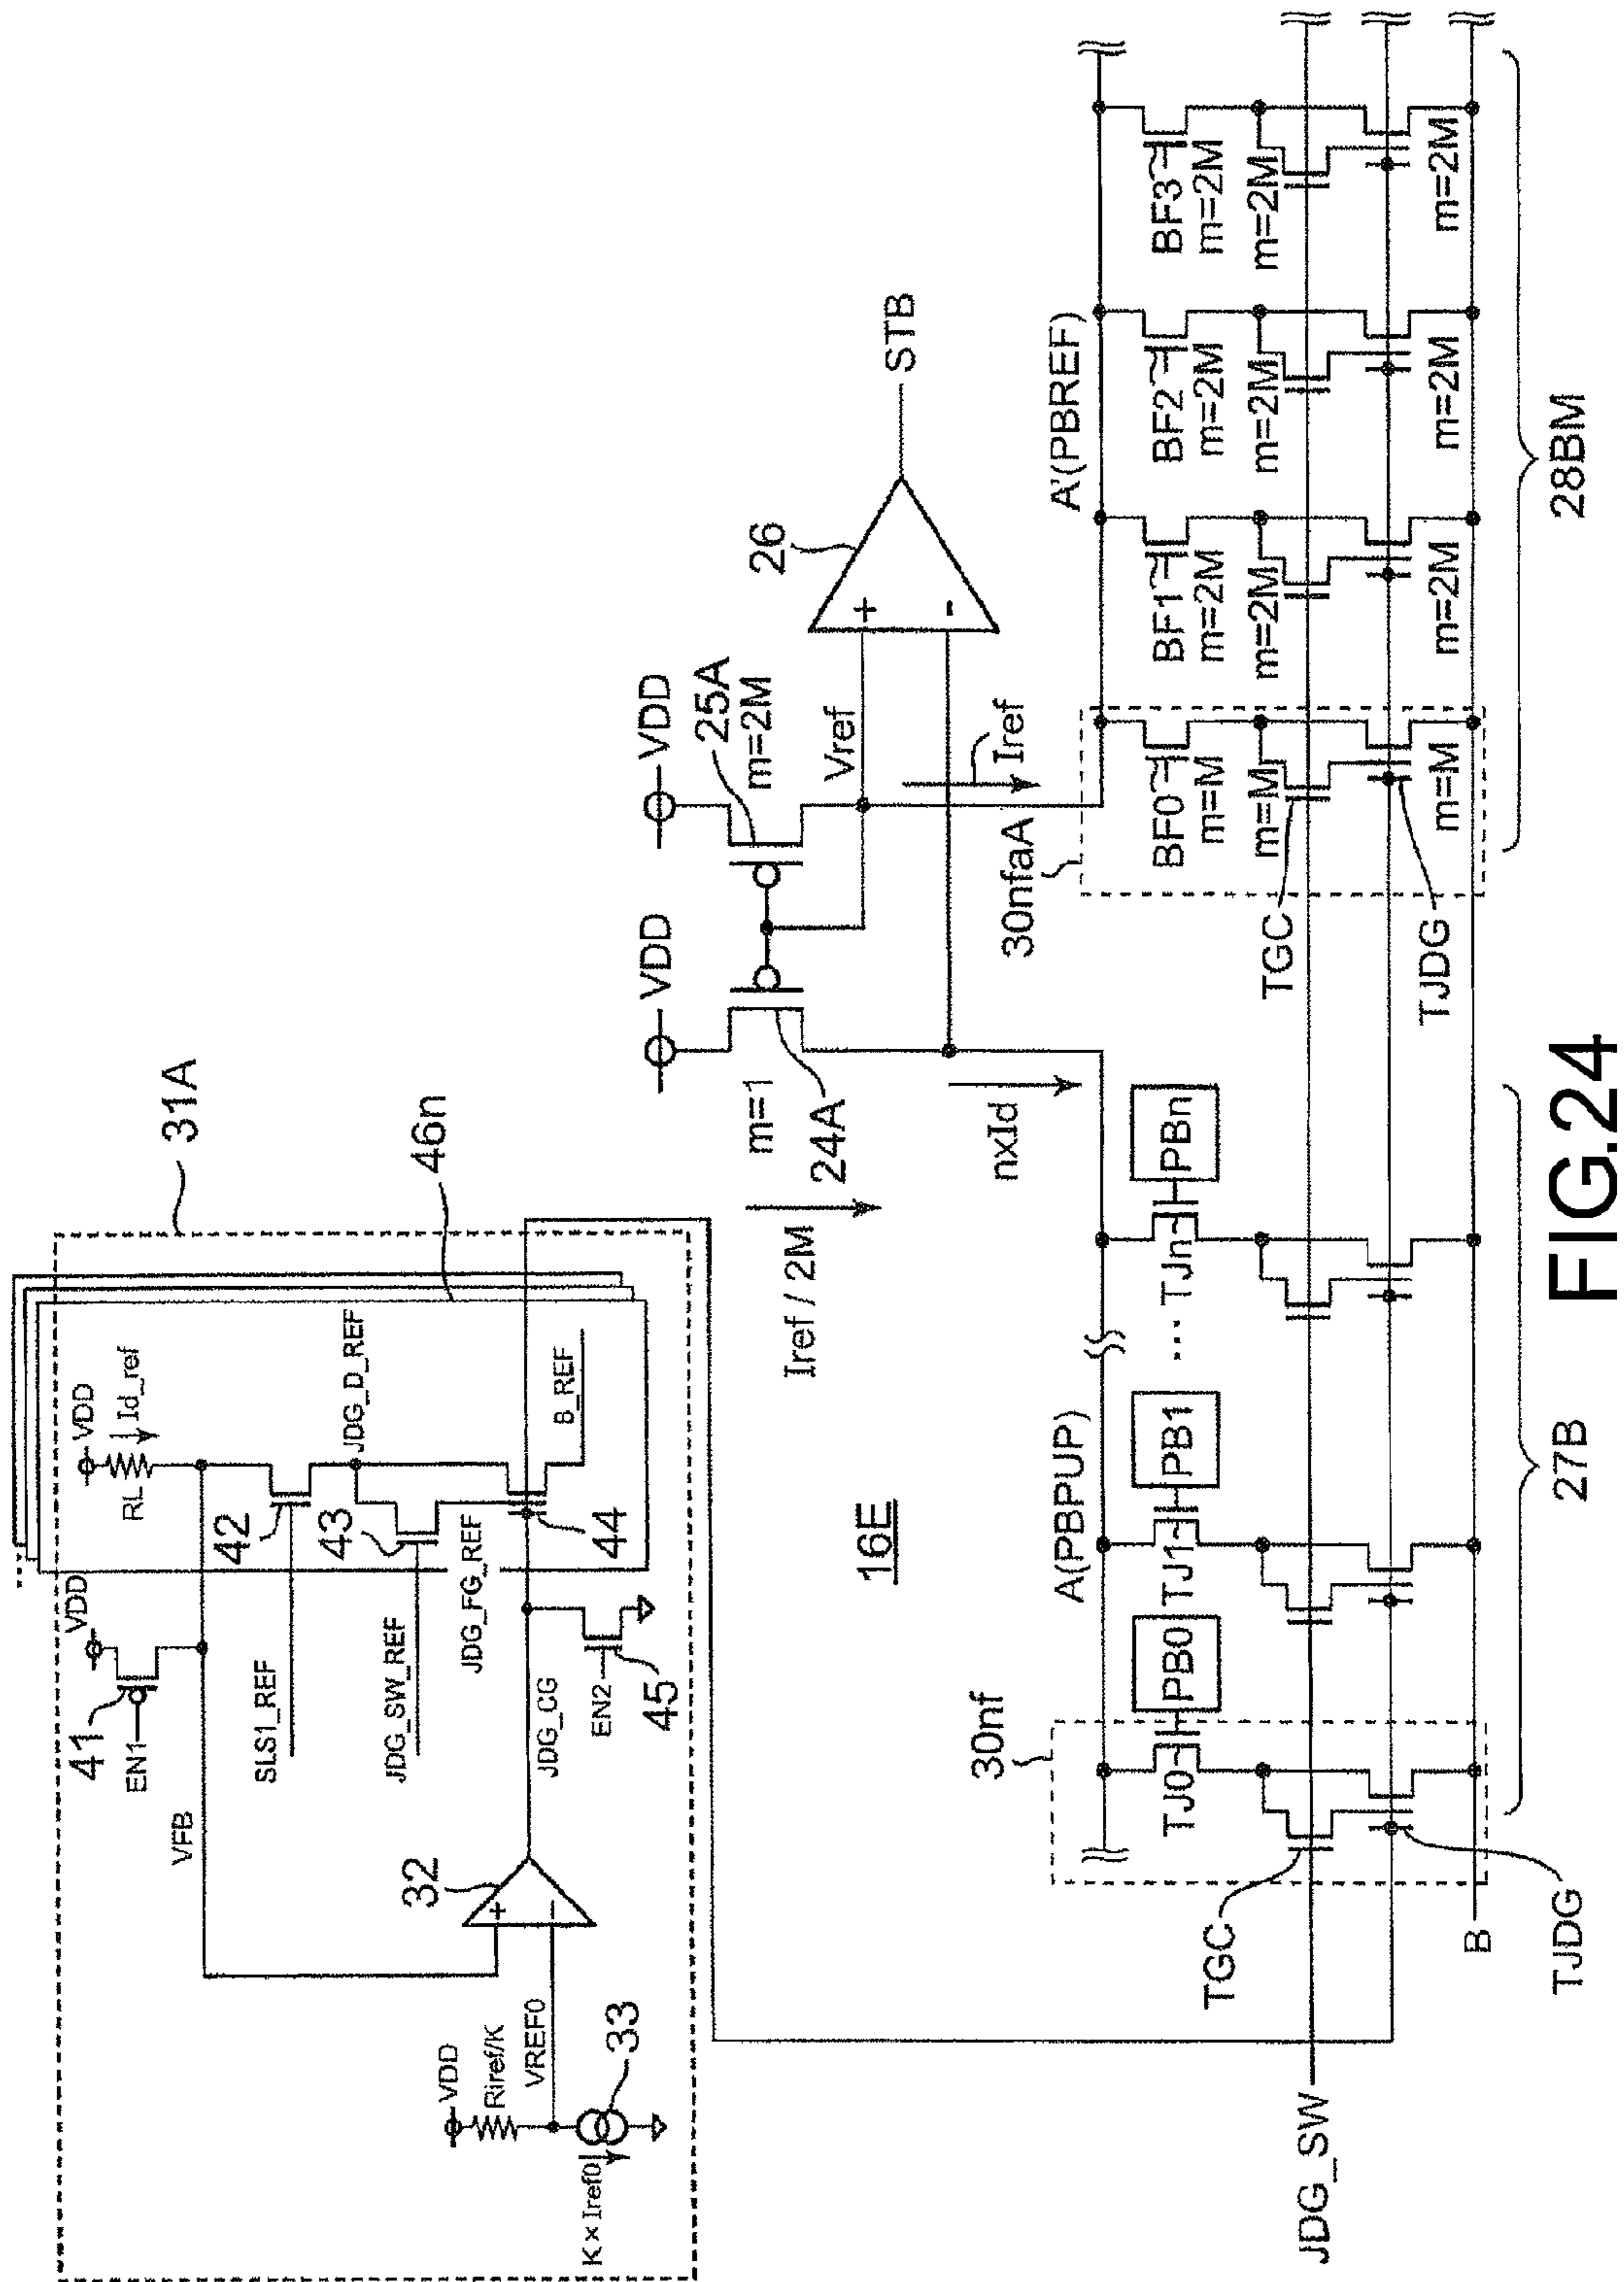 31A
46n
VDD
RL
Id_ref
VDD
41
EN1
VFB
42
SLS1_REF
JDG_D_REF
43
JDG_SW_REF
JDG_FG_REF
44
B_REF
32
+
−
JDG_CG
EN2
45
VDD
Riref/K
VREF0
33
K×Iref0
VDD
VDD
m=1
24A
25A
m=2M
Iref / 2M
Vref
26
+
-
STB
nxId
Iref
16E
A(PBPUP)
A'(PBREF)
30nf
TJ0
PB0
TJ1
PB1
...
TJn
PBn
30nfaA
BF0
m=M
m=M
m=M
BF1
m=2M
m=2M
m=2M
BF2
m=2M
m=2M
m=2M
BF3
m=2M
m=2M
m=2M
TGC
TGC
JDG_SW
B
TJDG
TJDG
27B
28BM
FIG.24